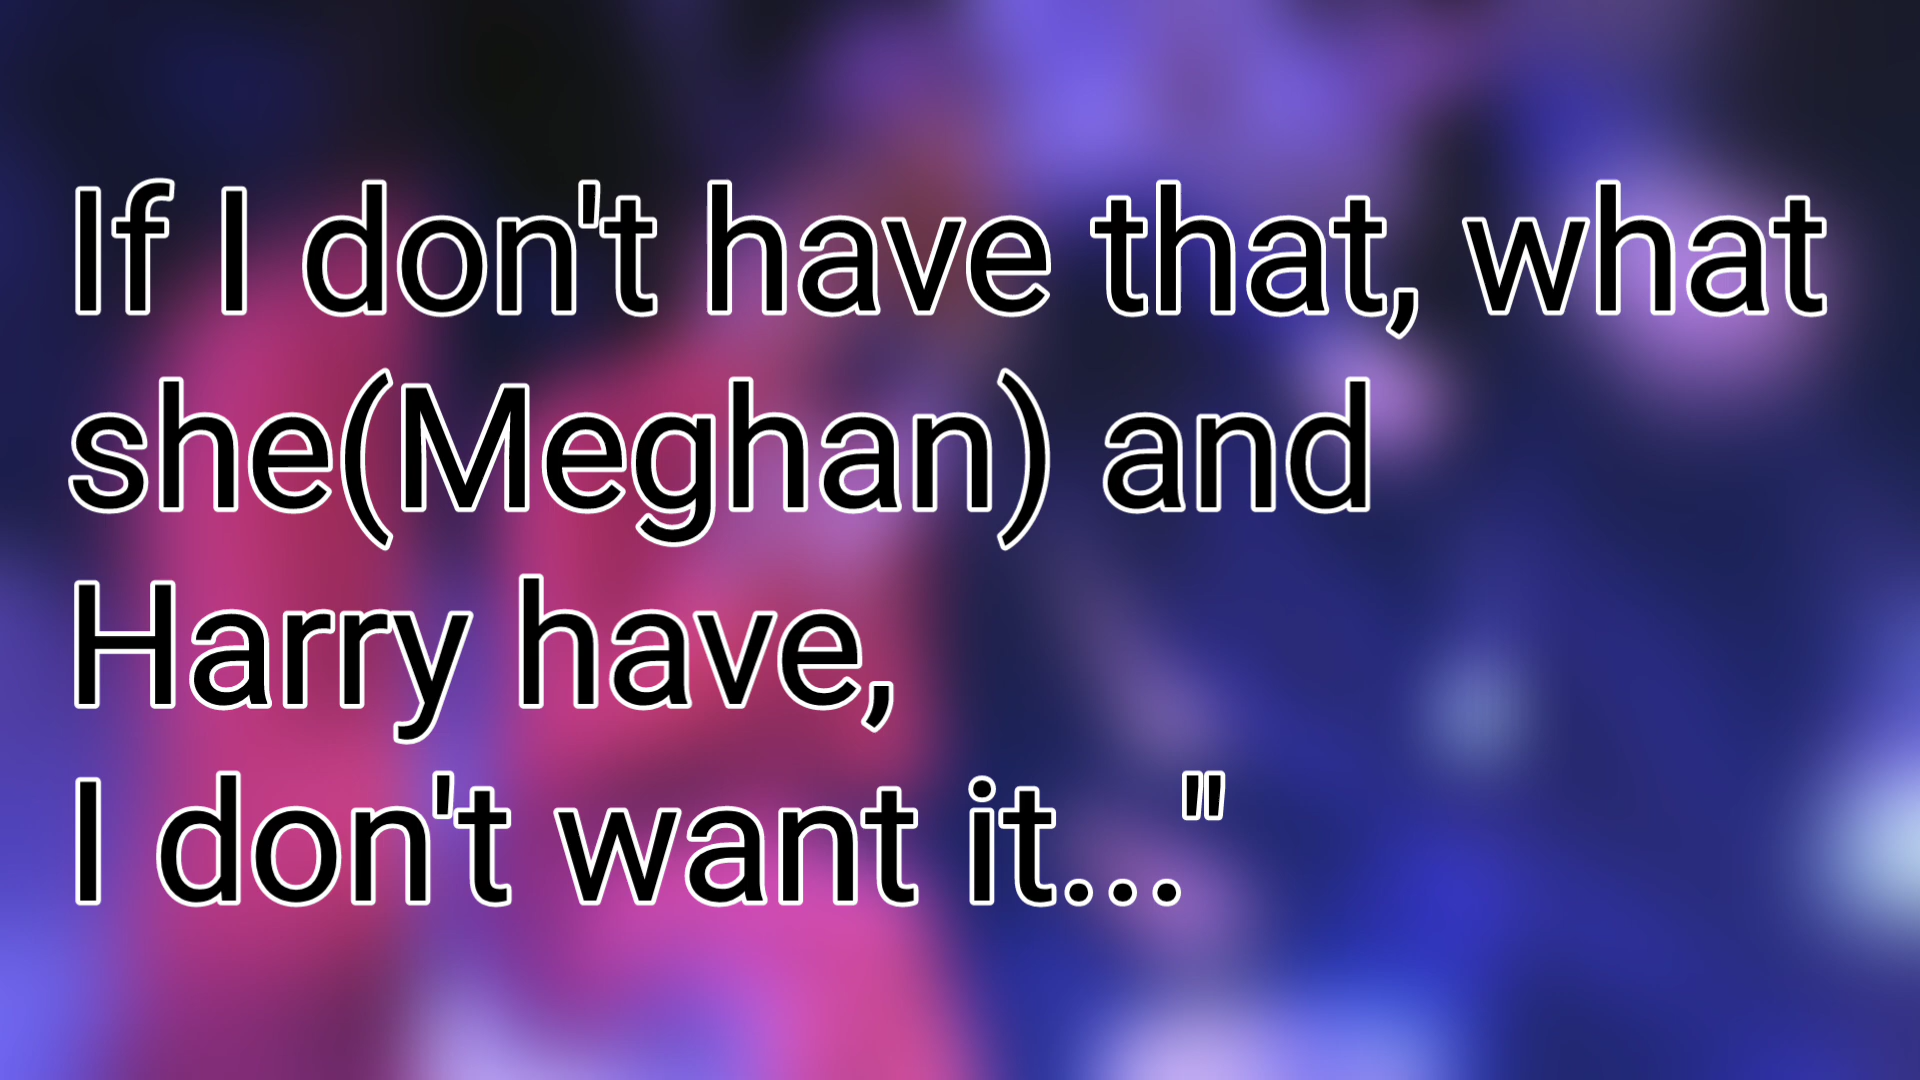 If I don't have that, what
she(Meghan) and
Harry have,
I don't want it..."